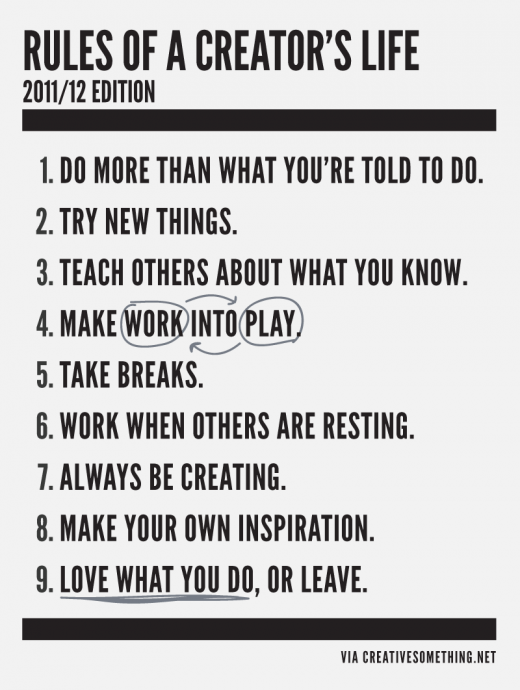 RULES OF A CREATOR'S LIFE
2011/12 EDITION
1. DO MORE THAN WHAT YOU'RE TOLD TO DO.
2. TRY NEW THINGS.
3. TEACH OTHERS ABOUT WHAT YOU KNOW.
4. MAKE WORK INTO PLAY.
5. TAKE BREAKS.
6. WORK WHEN OTHERS ARE RESTING.
7. ALWAYS BE CREATING.
8. MAKE YOUR OWN INSPIRATION.
9. LOVE WHAT YOU DO, OR LEAVE.
VIA CREATIVESOMETHING.NET